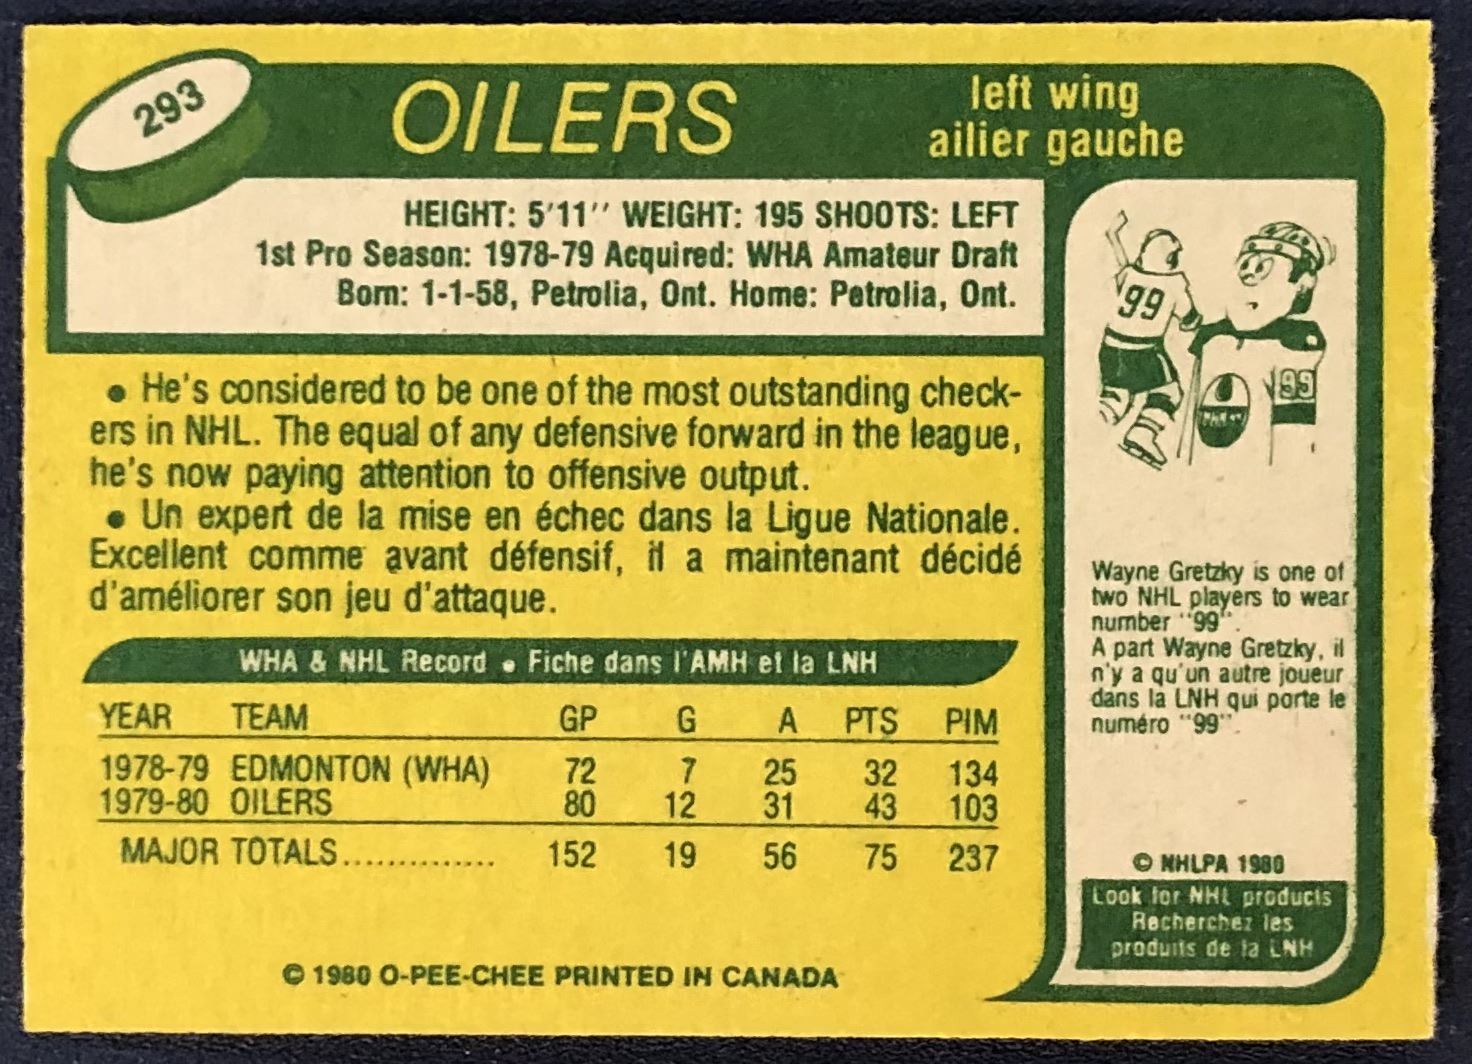 293
OILERS
left wing
ailier gauche
HEIGHT: 5'11'' WEIGHT: 195 SHOOTS: LEFT
1st Pro Season: 1978-79 Acquired: WHA Amateur Draft
Born: 1-1-58, Petrolia, Ont. Home: Petrolia, Ont.
• He's considered to be one of the most outstanding check-
ers in NHL. The equal of any defensive forward in the league,
he's now paying attention to offensive output.
• Un expert de la mise en échec dans la Ligue Nationale.
Excellent comme avant défensif, il a maintenant décidé
d'améliorer son jeu d'attaque.
WHA & NHL Record • Fiche dans l'AMH et la LNH
YEAR TEAM GP G A PTS PIM
1978-79 EDMONTON (WHA) 72 7 25 32 134
1979-80 OILERS 80 12 31 43 103
MAJOR TOTALS.............. 152 19 56 75 237
© 1980 O-PEE-CHEE PRINTED IN CANADA
99
99
Wayne Gretzky is one of
two NHL players to wear
number "99".
A part Wayne Gretzky, il
n'y a qu'un autre joueur
dans la LNH qui porte le
numéro "99".
© NHLPA 1980
Look for NHL products
Recherchez les
produits de la LNH